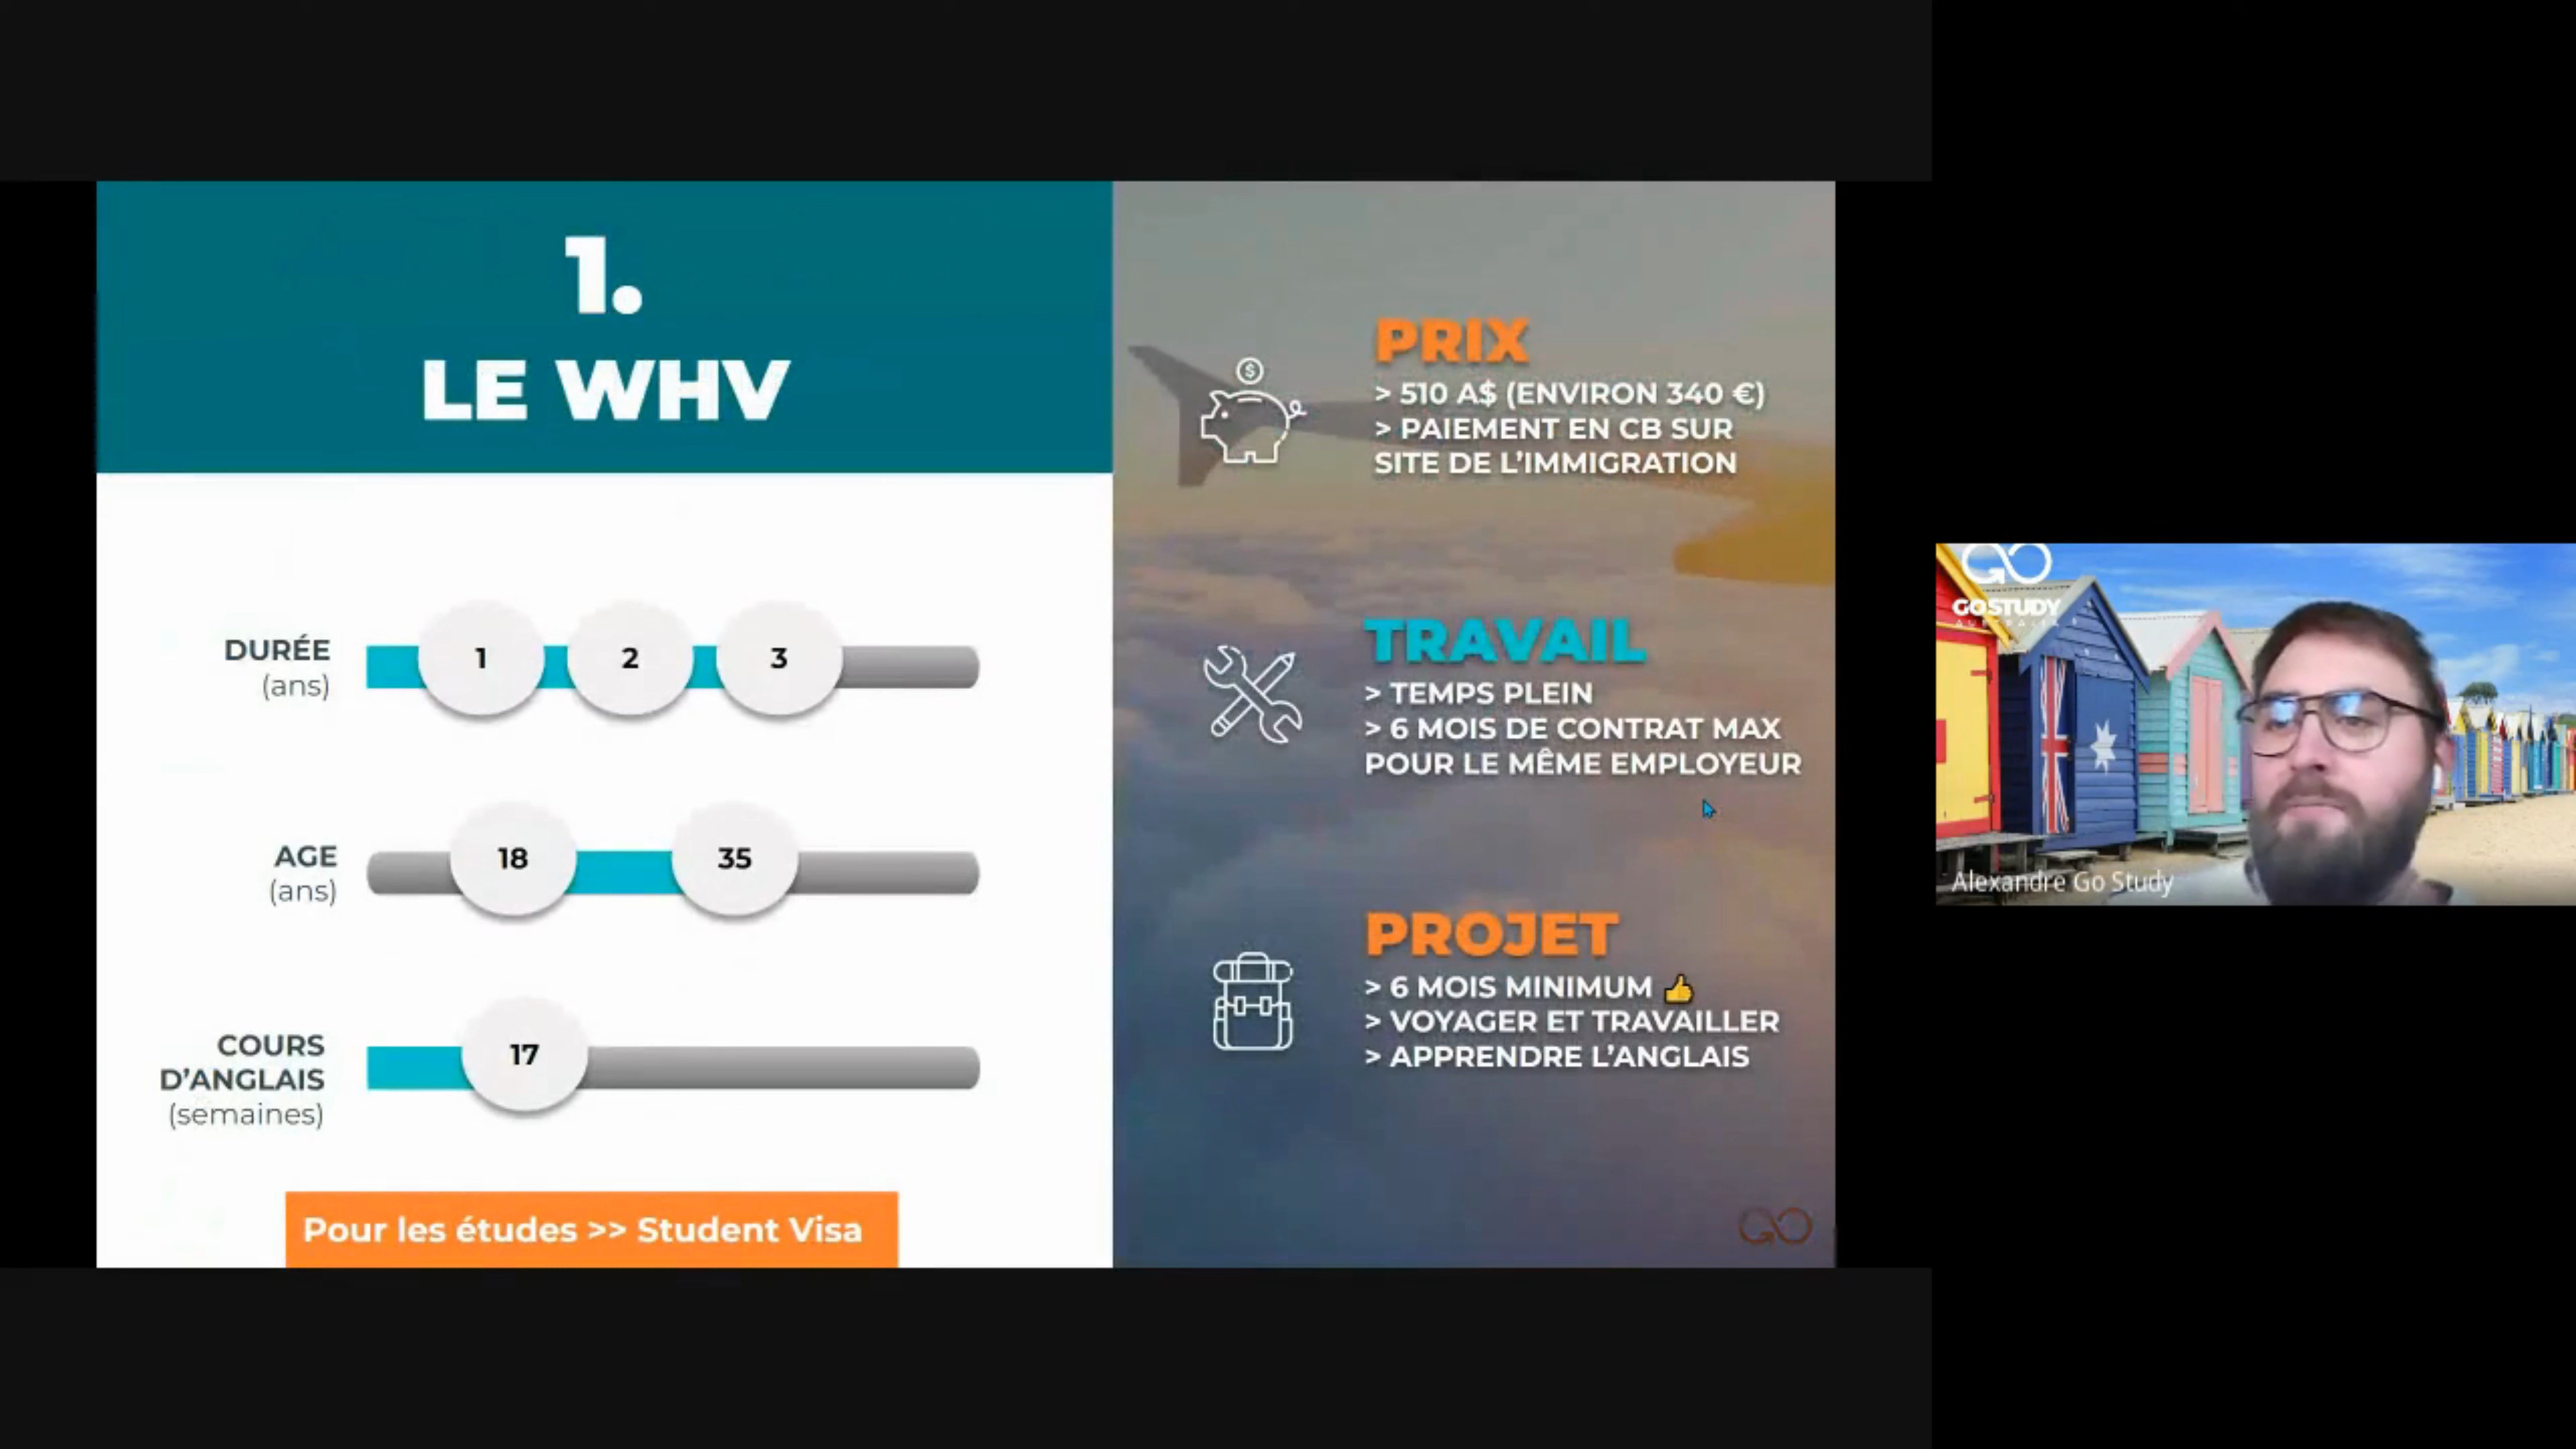 1.
LE WHV
DURÉE
(ans)
1
2
3
AGE
(ans)
18
35
COURS
D'ANGLAIS
(semaines)
17
Pour les études >> Student Visa
PRIX
> 510 A$ (ENVIRON 340 €)
> PAIEMENT EN CB SUR
SITE DE L'IMMIGRATION
TRAVAIL
> TEMPS PLEIN
> 6 MOIS DE CONTRAT MAX
POUR LE MÊME EMPLOYEUR
PROJET
> 6 MOIS MINIMUM 👍
> VOYAGER ET TRAVAILLER
> APPRENDRE L'ANGLAIS
GO
GO
GOSTUDY
AUSTRALIA
Alexandre Go Study